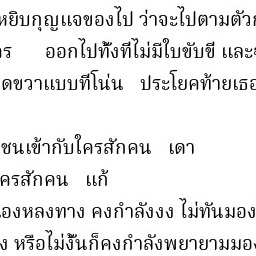 หยิบกุญแจของไป ว่าจะไปตามตัว
ออกไปทั้งที่ไม่มีใบขับขี่ และ
ขวาแบบที่โน่น ประโยคท้ายเธอ
ชนเข้ากับใครสักคน เดา
ครสักคน แก้
องหลงทาง คงกำลังงง ไม่ทันมอง
ง หรือไม่งั้นก็คงกำลังพยายามมอง